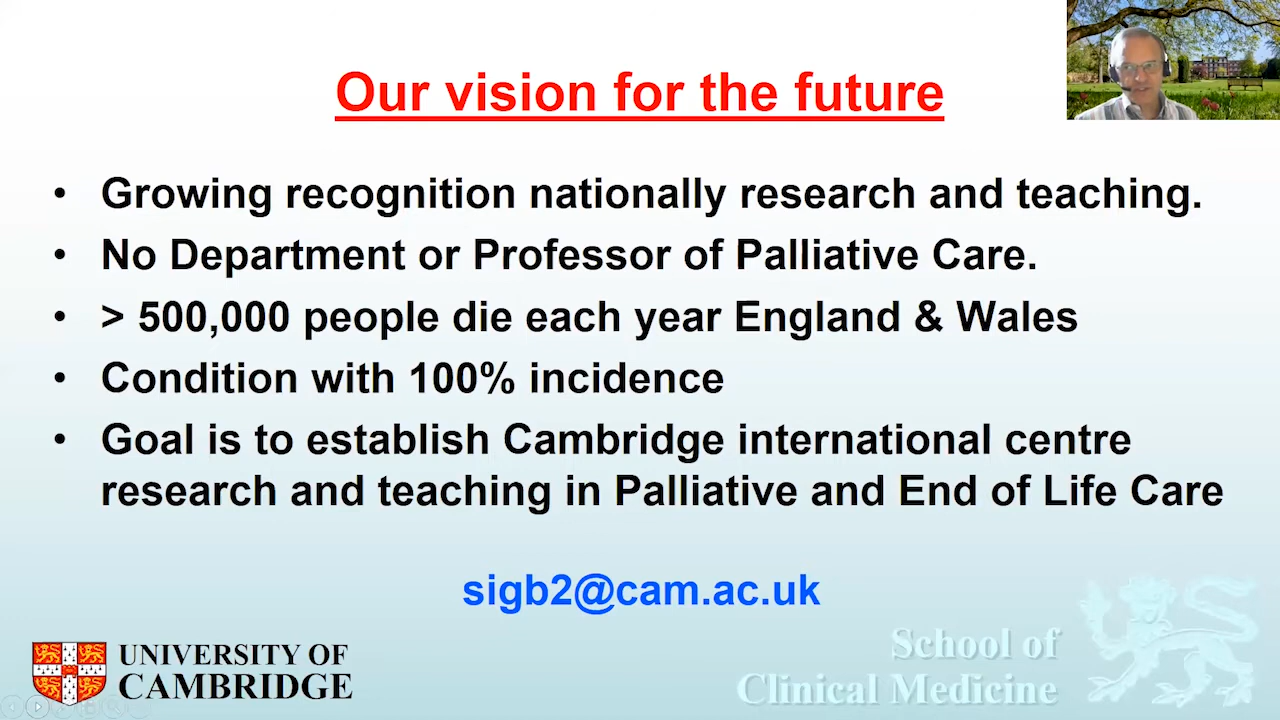 Our vision for the future
• Growing recognition nationally research and teaching.
• No Department or Professor of Palliative Care.
• > 500,000 people die each year England & Wales
• Condition with 100% incidence
• Goal is to establish Cambridge international centre
research and teaching in Palliative and End of Life Care
sigb2@cam.ac.uk
UNIVERSITY OF
CAMBRIDGE
School of
Clinical Medicine